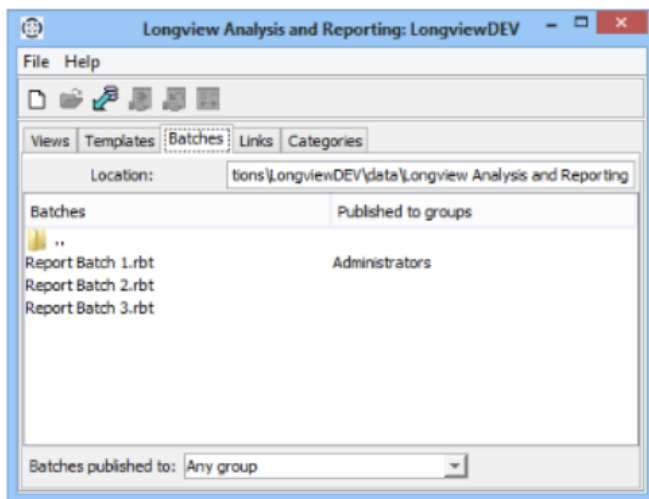 Longview Analysis and Reporting: LongviewDEV
File Help
Views Templates Batches Links Categories
Location: tions\LongviewDEV\data\Longview Analysis and Reporting
Batches Published to groups
..
Report Batch 1.rbt Administrators
Report Batch 2.rbt
Report Batch 3.rbt
Batches published to: Any group